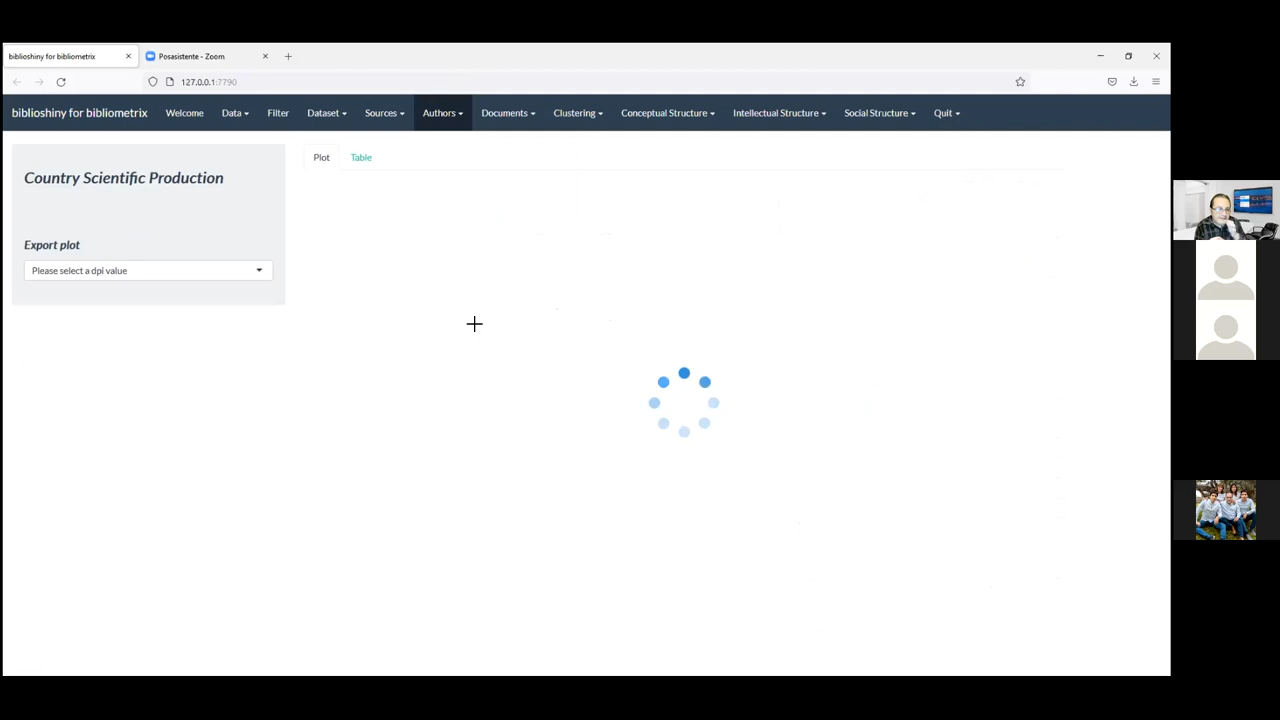 biblioshiny for bibliometrix
Posasistente - Zoom
127.0.0.1:7790
biblioshiny for bibliometrix Welcome Data Filter Dataset Sources Authors Documents Clustering Conceptual Structure Intellectual Structure Social Structure Quit
Country Scientific Production
Export plot
Please select a dpi value
Plot Table